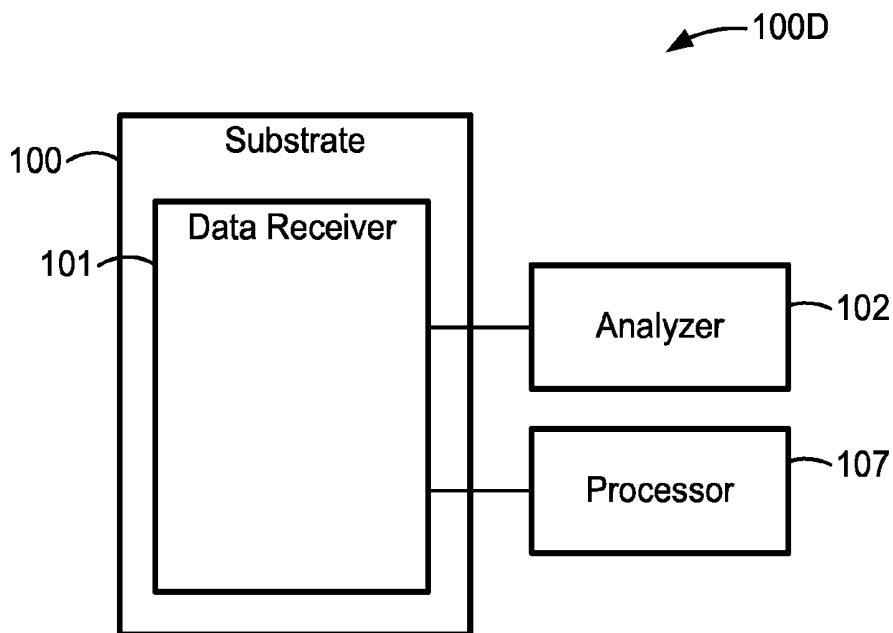 100D
Substrate
100
Data Receiver
101
Analyzer
102
Processor
107